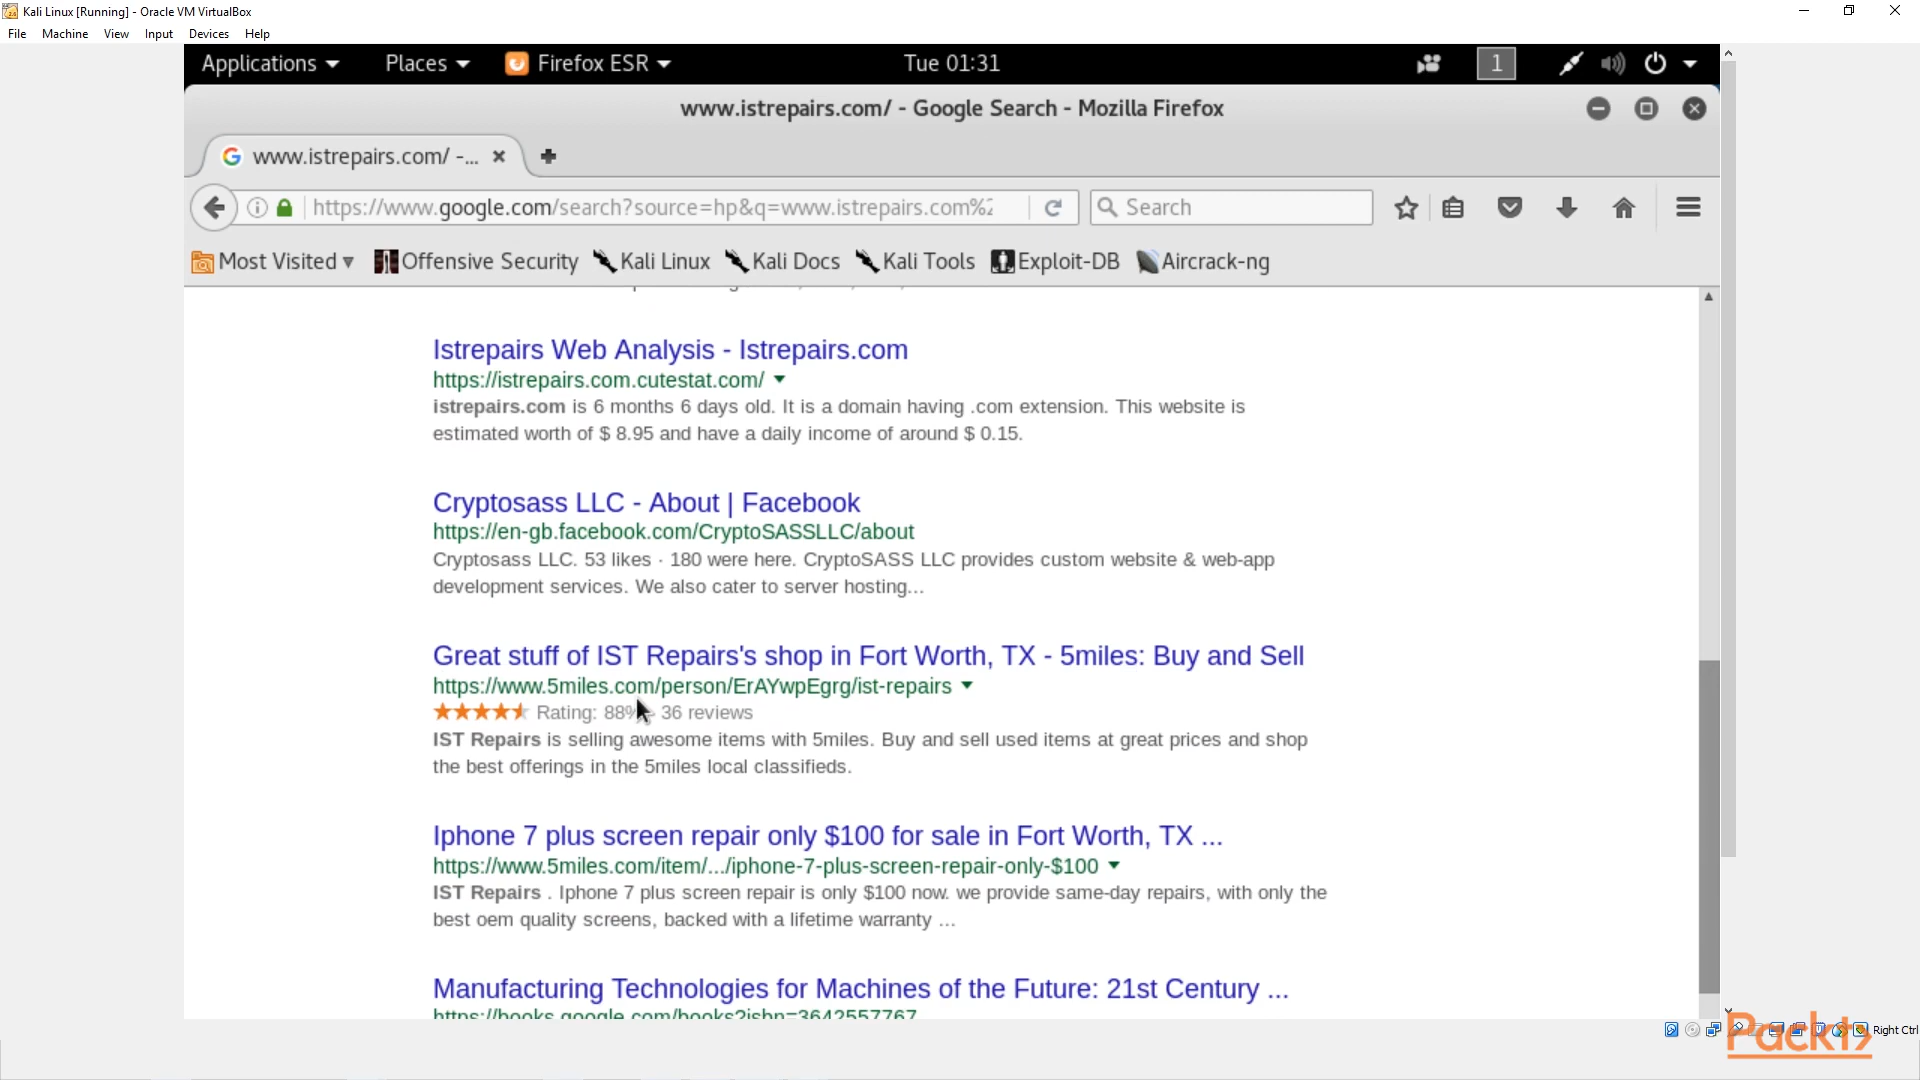 Kali Linux [Running] - Oracle VM VirtualBox
File Machine View Input Devices Help
Applications Places Firefox ESR Tue 01:31 1
www.istrepairs.com/ - Google Search - Mozilla Firefox
www.istrepairs.com/ -...
https://www.google.com/search?source=hp&q=www.istrepairs.com%2 Search
Most Visited Offensive Security Kali Linux Kali Docs Kali Tools Exploit-DB Aircrack-ng
Istrepairs Web Analysis - Istrepairs.com
https://istrepairs.com.cutestat.com/
istrepairs.com is 6 months 6 days old. It is a domain having .com extension. This website is
estimated worth of $ 8.95 and have a daily income of around $ 0.15.
Cryptosass LLC - About | Facebook
https://en-gb.facebook.com/CryptoSASSLLC/about
Cryptosass LLC. 53 likes · 180 were here. CryptoSASS LLC provides custom website & web-app
development services. We also cater to server hosting...
Great stuff of IST Repairs's shop in Fort Worth, TX - 5miles: Buy and Sell
https://www.5miles.com/person/ErAYwpEgrg/ist-repairs
Rating: 88% - 36 reviews
IST Repairs is selling awesome items with 5miles. Buy and sell used items at great prices and shop
the best offerings in the 5miles local classifieds.
Iphone 7 plus screen repair only $100 for sale in Fort Worth, TX ...
https://www.5miles.com/item/.../iphone-7-plus-screen-repair-only-$100
IST Repairs . Iphone 7 plus screen repair is only $100 now. we provide same-day repairs, with only the
best oem quality screens, backed with a lifetime warranty ...
Manufacturing Technologies for Machines of the Future: 21st Century ...
https://books.google.com/books?isbn=3642557767
Right Ctrl
Packt>